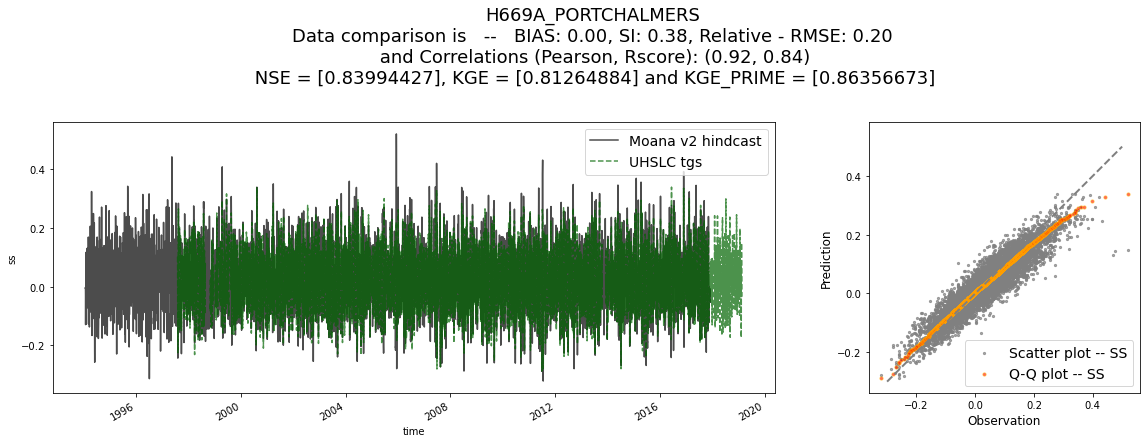 H669A_PORTCHALMERS
Data comparison is -- BIAS: 0.00, SI: 0.38, Relative - RMSE: 0.20
and Correlations (Pearson, Rscore): (0.92, 0.84)
NSE = [0.83994427], KGE = [0.81264884] and KGE_PRIME = [0.86356673]
Moana v2 hindcast
UHSLC tgs
0.4
0.2
0.0
−0.2
ss
1996
2000
2004
2008
2012
2016
2020
time
0.4
0.2
0.0
−0.2
Prediction
Scatter plot -- SS
Q-Q plot -- SS
−0.2
0.0
0.2
0.4
Observation